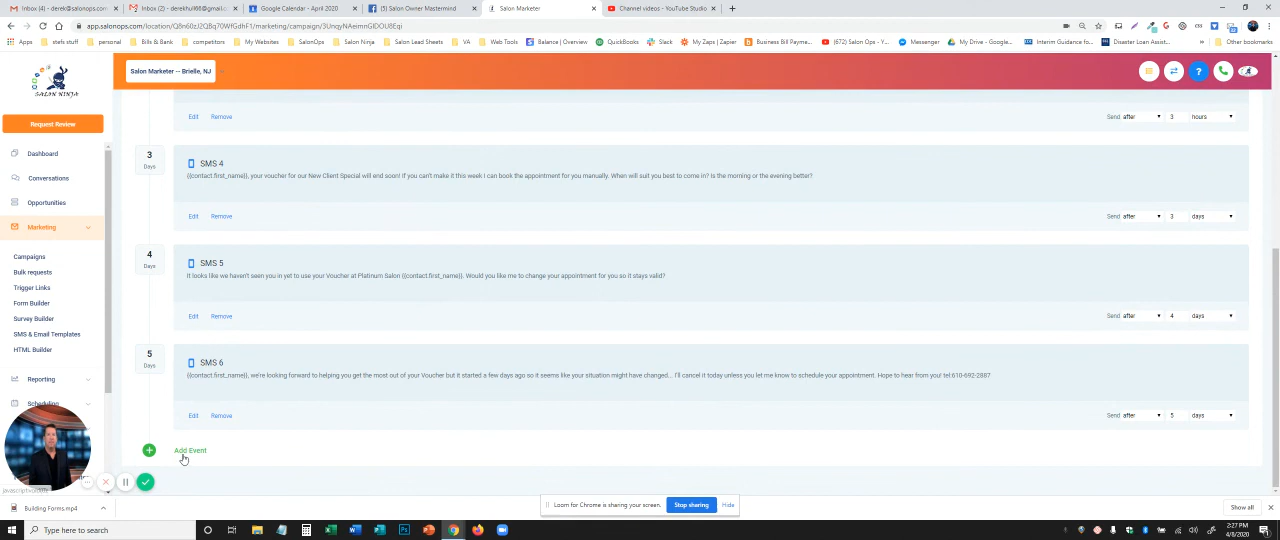 Inbox (4) - derek@salonops.com
Inbox (2) - derekhull66@gmail.c
Google Calendar - April 2020
(5) Salon Owner Mastermind
Salon Marketer
Channel videos - YouTube Studio
app.salonops.com/location/
Apps
stefs stuff
personal
Bills & Bank
competitors
My Websites
SalonOps
Salon Ninja
Salon Lead Sheets
VA
Web Tools
Balance | Overview
QuickBooks
Slack
My Zaps | Zapier
Business Bill Payme...
(672) Salon Ops - Y...
Messenger
My Drive - Google...
Interim Guidance fo...
Disaster Loan Assist...
Other bookmarks
SALON NINJA
Salon Marketer -- Brielle, NJ
Request Review
Dashboard
Conversations
Opportunities
Marketing
Campaigns
Bulk requests
Trigger Links
Form Builder
Survey Builder
SMS & Email Templates
HTML Builder
Reporting
Scheduling
Edit Remove Send after 3 hours
3 Days
SMS 4
{{contact.first_name}}, your voucher for our New Client Special will end soon! If you can't make it this week I can book the appointment for you manually. When will suit you best to come in? Is the morning or the evening better?
Edit Remove Send after 3 days
4 Days
SMS 5
It looks like we haven't seen you in yet to use your Voucher at Platinum Salon {{contact.first_name}}. Would you like me to change your appointment for you so it stays valid?
Edit Remove Send after 4 days
5 Days
SMS 6
{{contact.first_name}}, we're looking forward to helping you get the most out of your Voucher but it started a few days ago so it seems like your situation might have changed... I'll cancel it today unless you let me know to schedule your appointment. Hope to hear from you! tel:610-692-2887
Edit Remove Send after 5 days
Add Event
Loom for Chrome is sharing your screen.
Stop sharing
Hide
Building Forms.mp4
Show all
Type here to search
2:27 PM
4/8/2020